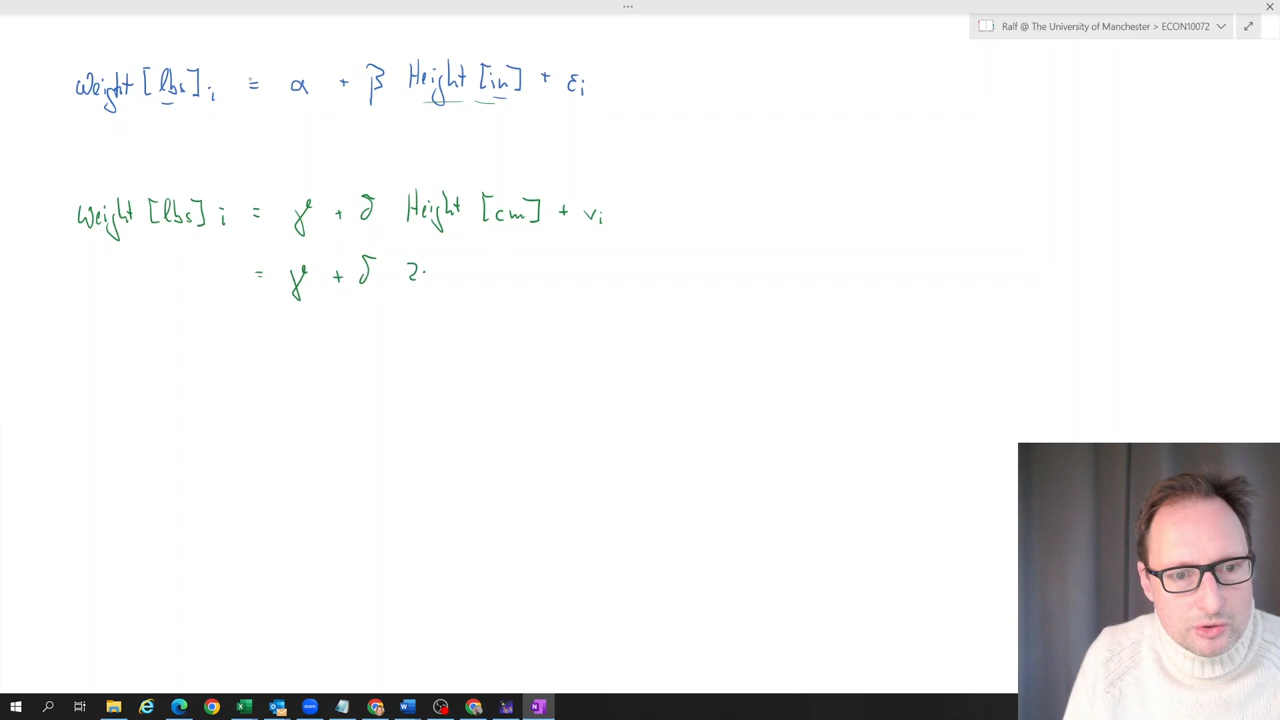 Ralf @ The University of Manchester > ECON10072
Weight [lbs] i = α + β Height [in] + εi
Weight [lbs] i = γ + δ Height [cm] + vi
= γ + δ 2.